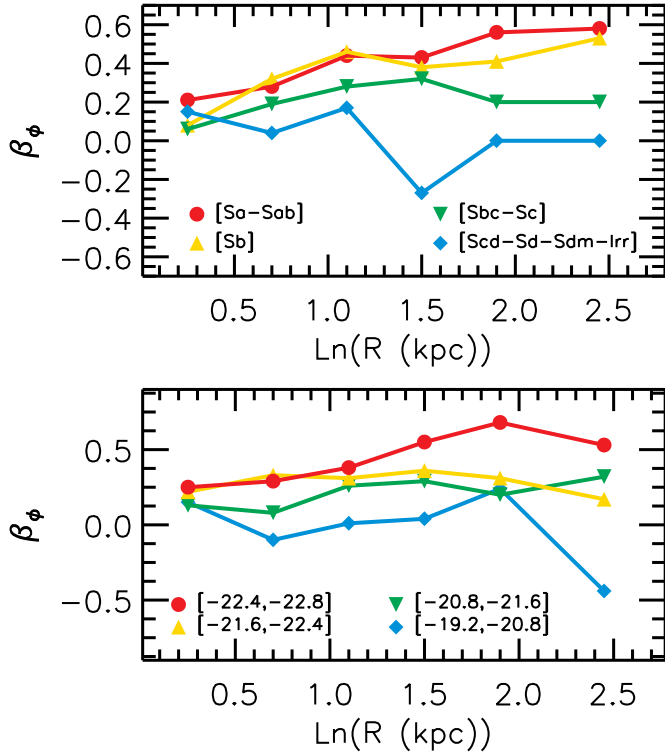 0.6
0.4
0.2
0.0
−0.2
−0.4
−0.6
βϕ
[Sa−Sab]
[Sbc−Sc]
[Sb]
[Scd−Sd−Sdm−Irr]
0.5 1.0 1.5 2.0 2.5
Ln(R (kpc))
0.5
0.0
−0.5
βϕ
[−22.4,−22.8]
[−20.8,−21.6]
[−21.6,−22.4]
[−19.2,−20.8]
0.5 1.0 1.5 2.0 2.5
Ln(R (kpc))